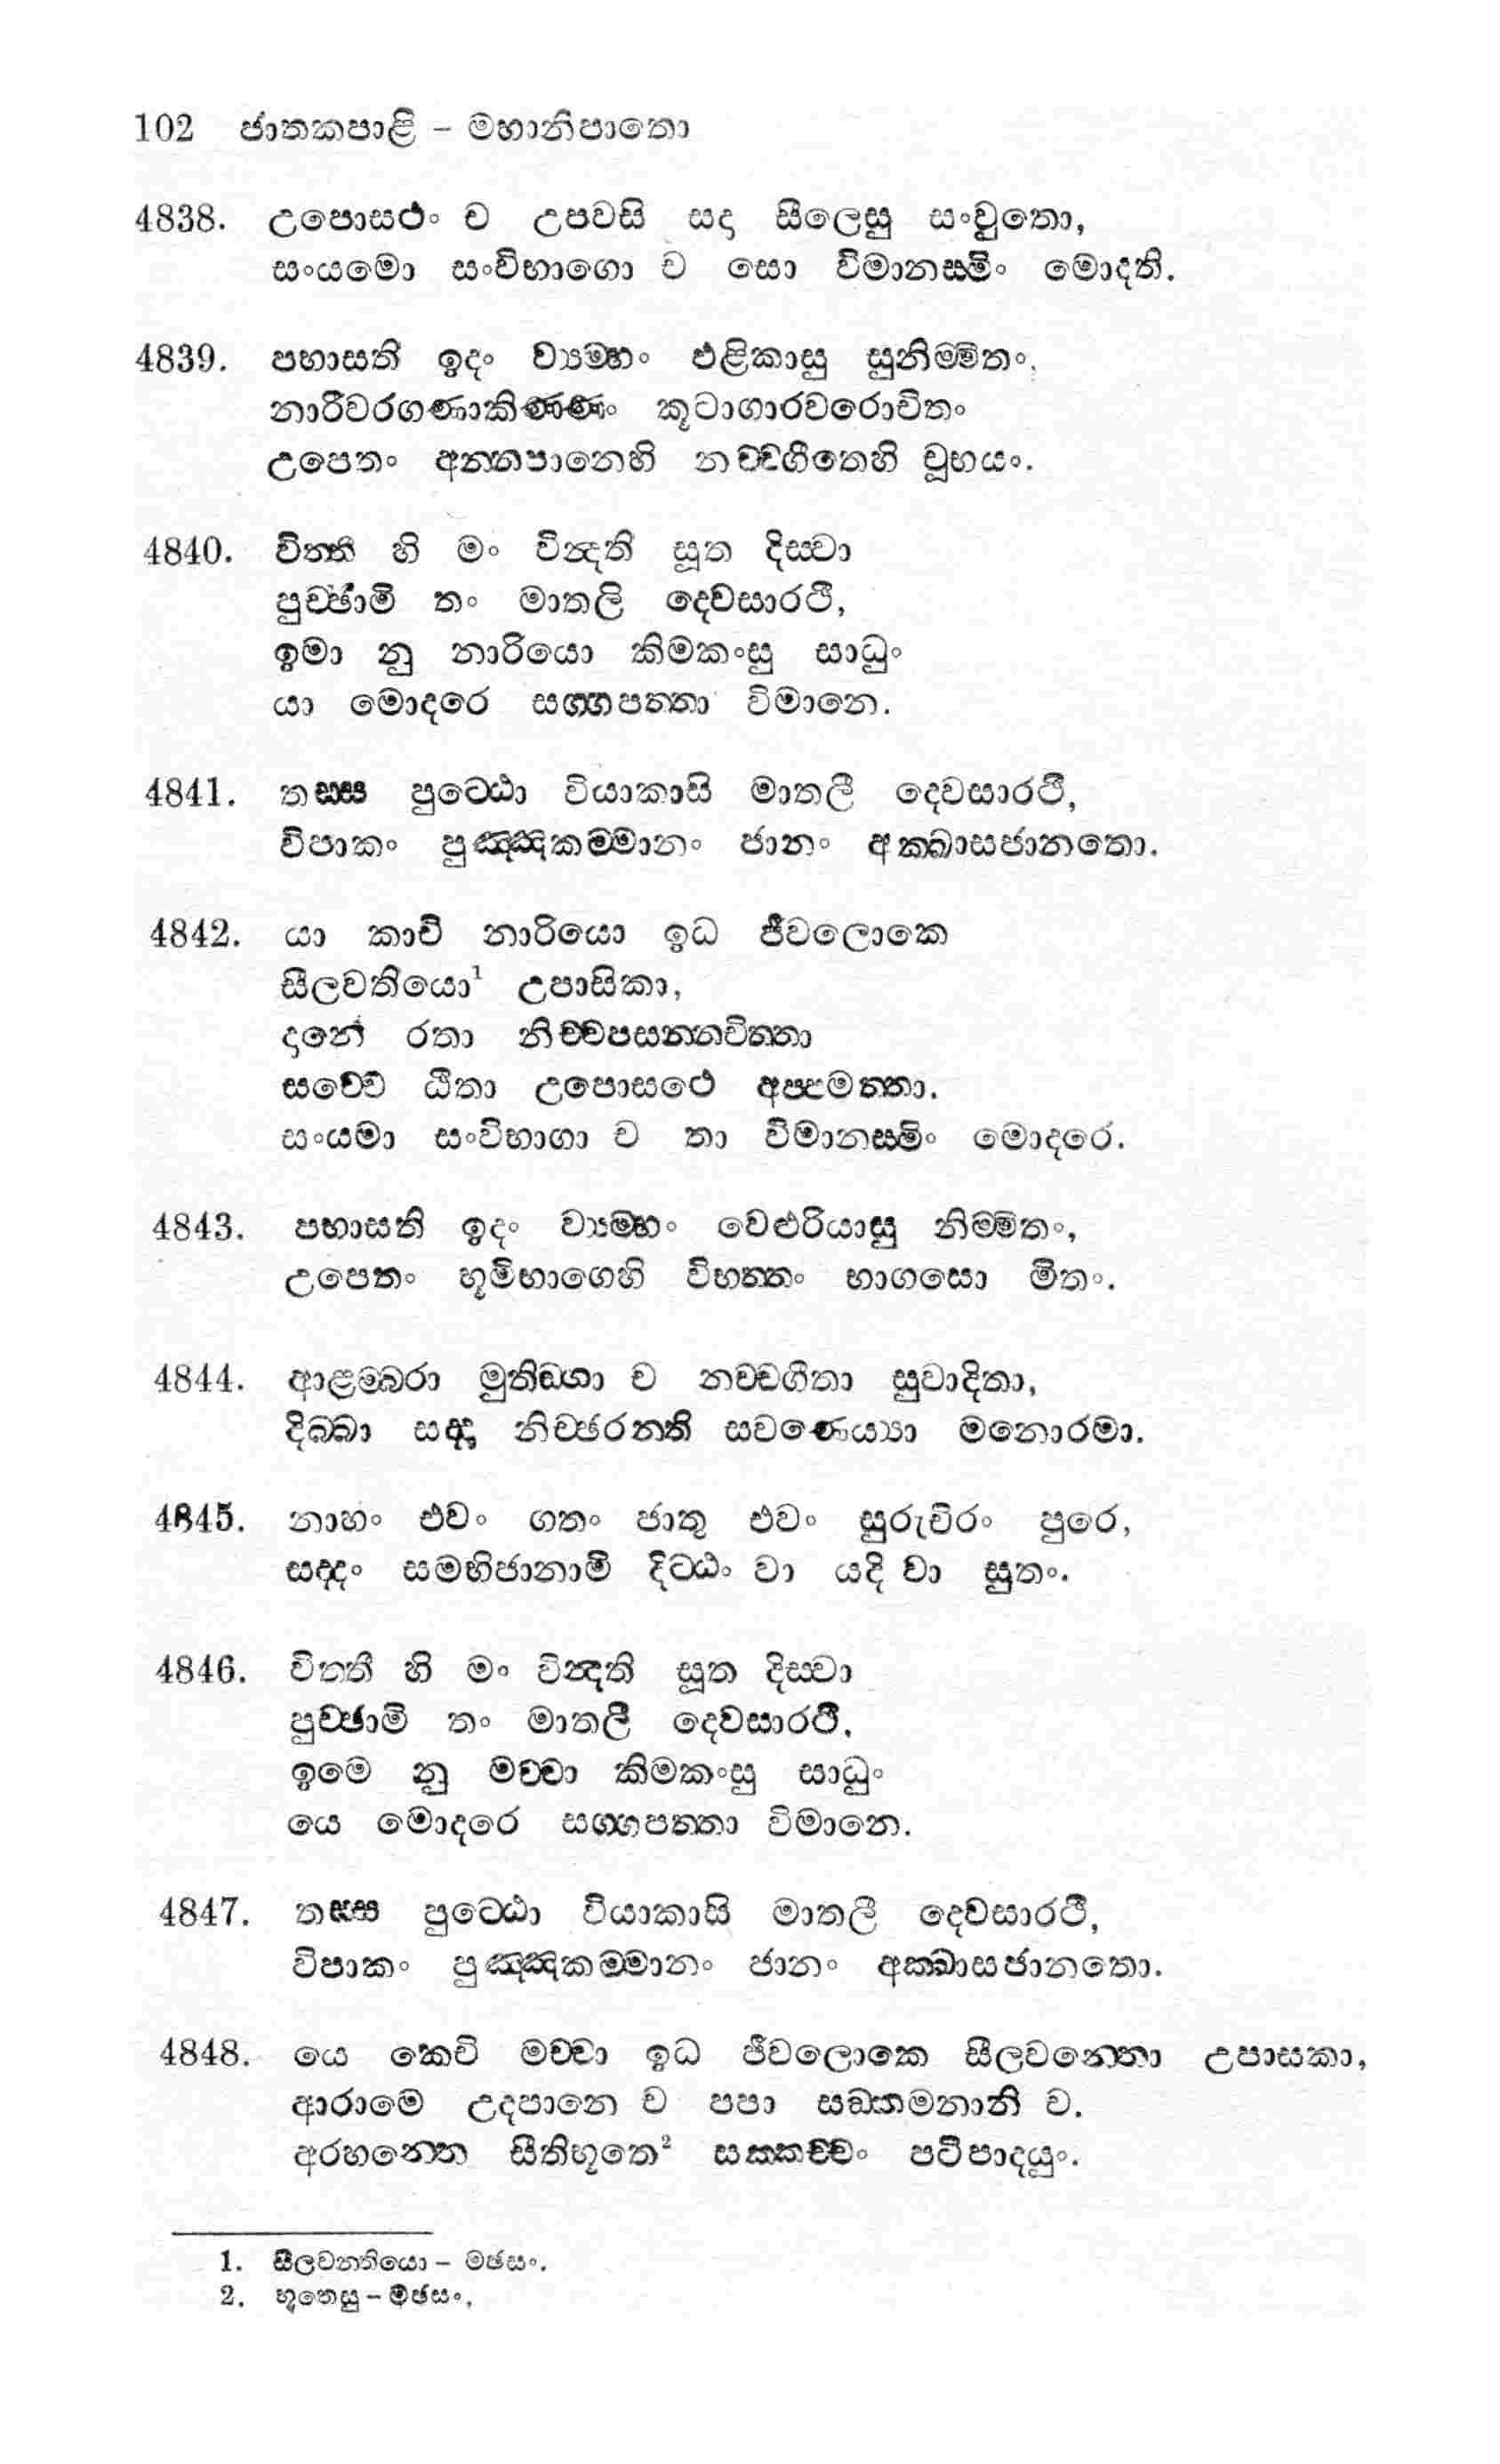 102 ජාතකපාළි – මහානිපාතො
4838. උපොසථං ච උපවසි සදා සීලෙසු සංවුතො,
සංයමො සංවිභාගො ච සො විමානස්මිං මොදති.
4839. පභාසති ඉදං ව්‍යම්හං ඵළිකාසු සුනිම්මිතං,
නාරීවරගණාකිණ්ණං කූටාගාරවරොචිතං
උපෙතං අන්නපානෙහි නච්චගීතෙහි චූභයං.
4840. විත්ති හි මං වින්දති සූත දිස්වා
පුච්ඡාමි තං මාතලි දෙවසාරථි,
ඉමා නු නාරියො කිමකංසු සාධුං
යා මොදරෙ සග්ගපත්තා විමානෙ.
4841. තස්ස පුට්ඨො වියාකාසි මාතලී දෙවසාරථී,
විපාකං පුඤ්ඤකම්මානං ජානං අක්ඛාසජානතො.
4842. යා කාචි නාරියො ඉධ ජීවලොකෙ
සීලවතියො¹ උපාසිකා,
දානෙ රතා නිච්චපසන්නචිත්තා
සච්චෙ ඨිතා උපොසථෙ අප්පමත්තා.
සංයමා සංවිභාගා ච තා විමානස්මිං මොදරෙ.
4843. පභාසති ඉදං ව්‍යම්හං වෙළුරියාසු නිම්මිතං,
උපෙතං භූමිභාගෙහි විභත්තං භාගසො මිතං.
4844. ආළම්බරා මුතිඞ්ගා ච නච්චගීතා සුවාදිතා,
දිබ්බා සද්දා නිච්ඡරන්ති සවණෙය්‍යා මනොරමා.
4845. නාහං එවං ගතං ජාතු එවං සුරුචිරං පුරෙ,
සද්දං සමභිජානාමි දිට්ඨං වා යදි වා සුතං.
4846. විත්තී හි මං වින්දති සූත දිස්වා
පුච්ඡාමි තං මාතලී දෙවසාරථී,
ඉමෙ නු මච්චා කිමකංසු සාධුං
යෙ මොදරෙ සග්ගපත්තා විමානෙ.
4847. තස්ස පුට්ඨො වියාකාසි මාතලී දෙවසාරථී,
විපාකං පුඤ්ඤකම්මානං ජානං අක්ඛාසජානතො.
4848. යෙ කෙචි මච්චා ඉධ ජීවලොකෙ සීලවන්තො උපාසකා,
ආරාමෙ උදපානෙ ච පපා සඞ්කමනානි ච.
අරහන්තෙ සීතිභූතෙ² සක්කච්චං පටිපාදයුං.
1. සීලවන්තියො – මඡසං.
2. භූතෙසු – මඡසං,